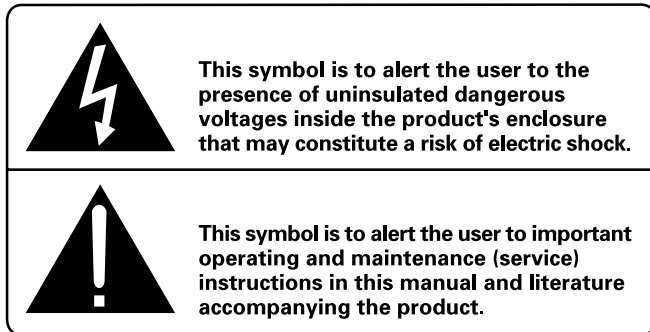 This symbol is to alert the user to the
presence of uninsulated dangerous
voltages inside the product's enclosure
that may constitute a risk of electric shock.
This symbol is to alert the user to important
operating and maintenance (service)
instructions in this manual and literature
accompanying the product.